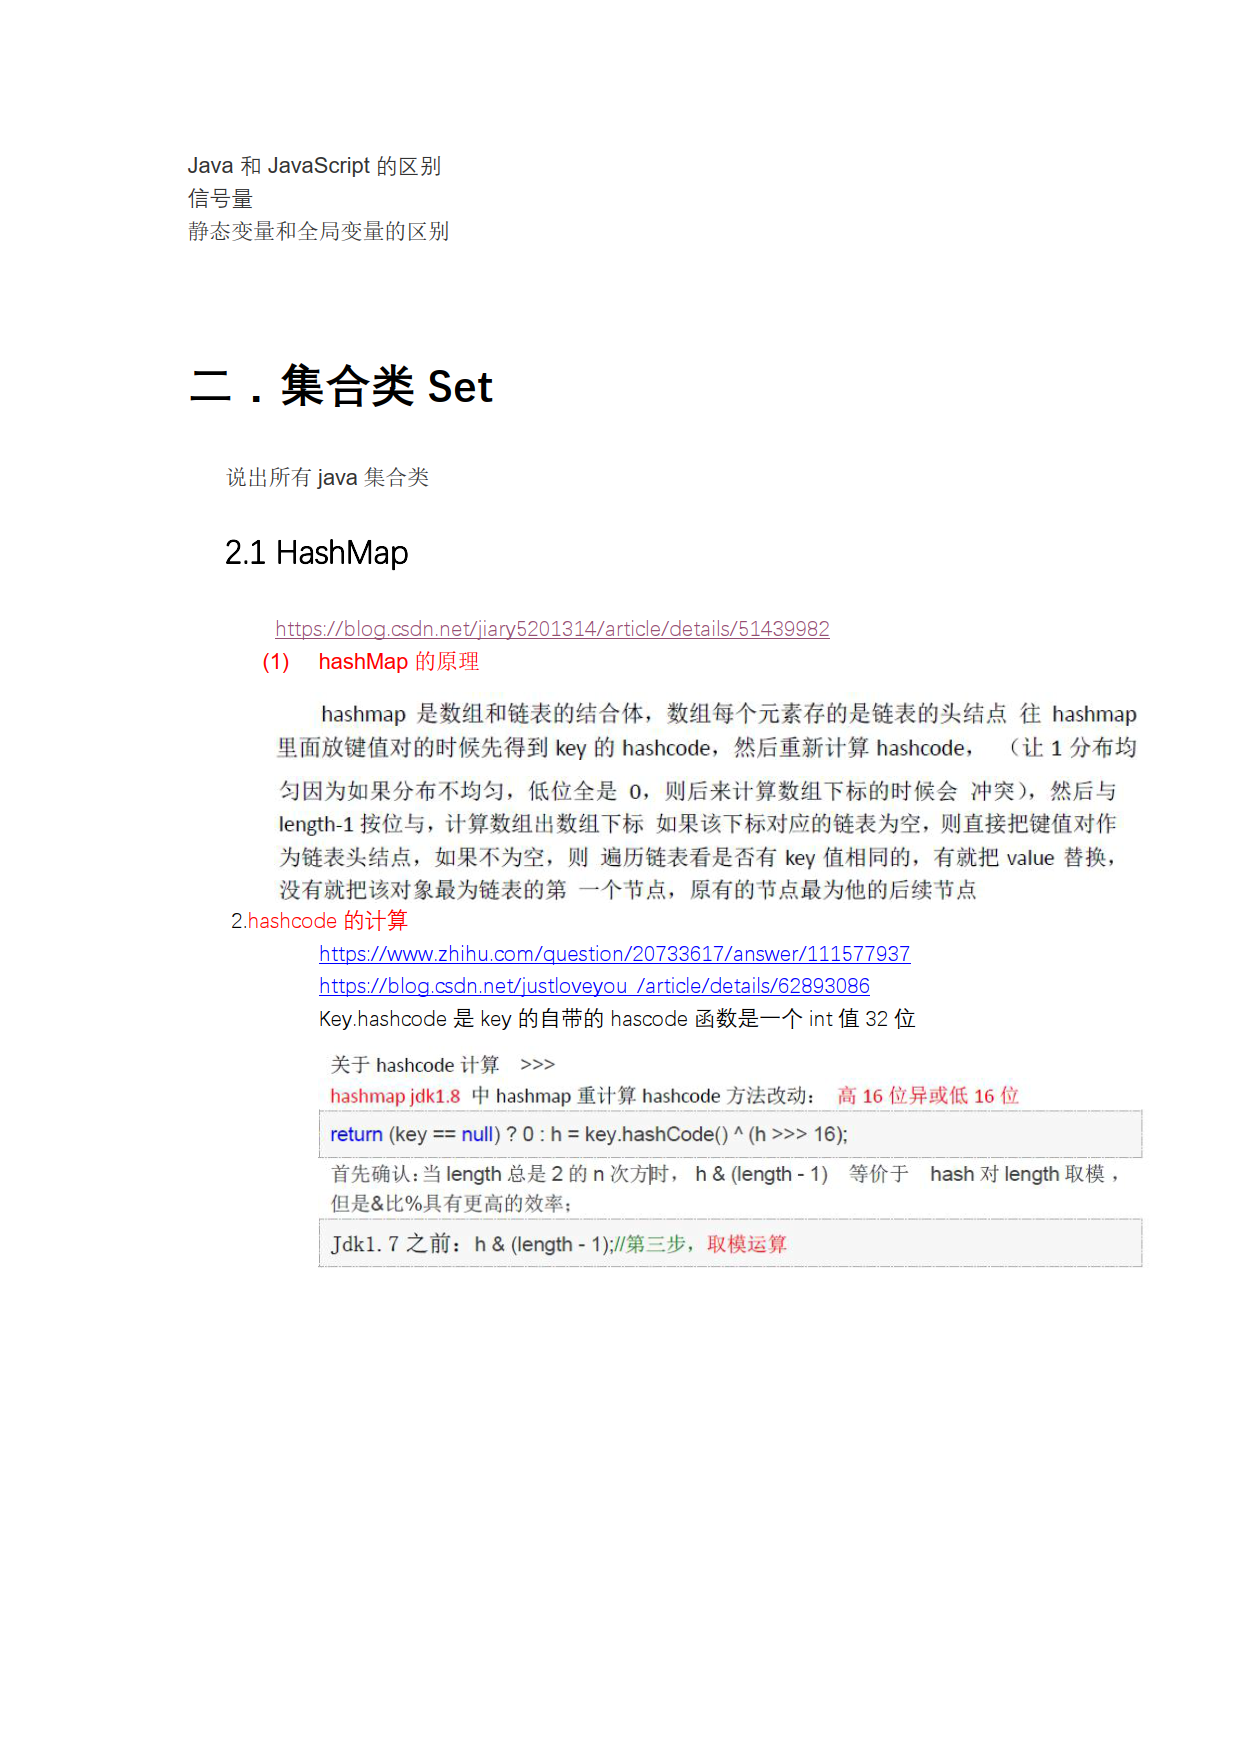 Java 和 JavaScript 的区别
信号量
静态变量和全局变量的区别
二．集合类 Set
说出所有 java 集合类
2.1 HashMap
https://blog.csdn.net/jiary5201314/article/details/51439982
(1) hashMap 的原理
hashmap 是数组和链表的结合体，数组每个元素存的是链表的头结点 往 hashmap
里面放键值对的时候先得到 key 的 hashcode，然后重新计算 hashcode， （让 1 分布均
匀因为如果分布不均匀，低位全是 0，则后来计算数组下标的时候会 冲突），然后与
length-1 按位与，计算数组出数组下标 如果该下标对应的链表为空，则直接把键值对作
为链表头结点，如果不为空，则 遍历链表看是否有 key 值相同的，有就把 value 替换，
没有就把该对象最为链表的第 一个节点，原有的节点最为他的后续节点
2.hashcode 的计算
https://www.zhihu.com/question/20733617/answer/111577937
https://blog.csdn.net/justloveyou_/article/details/62893086
Key.hashcode 是 key 的自带的 hascode 函数是一个 int 值 32 位
关于 hashcode 计算 >>>
hashmap jdk1.8 中 hashmap 重计算 hashcode 方法改动： 高 16 位异或低 16 位
return (key == null) ? 0 : h = key.hashCode() ^ (h >>> 16);
首先确认：当 length 总是 2 的 n 次方时， h & (length - 1) 等价于 hash 对 length 取模，
但是&比%具有更高的效率；
Jdk1.7 之前：h & (length - 1);//第三步，取模运算